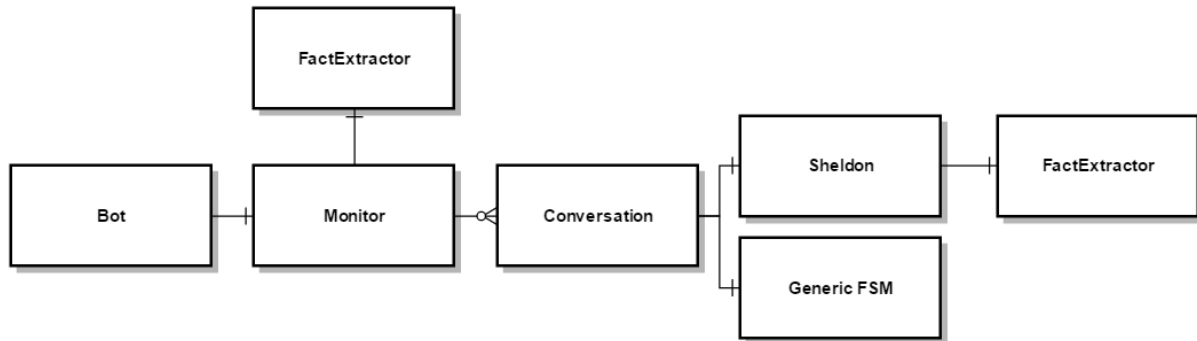 FactExtractor
Bot
Monitor
Conversation
Sheldon
FactExtractor
Generic FSM